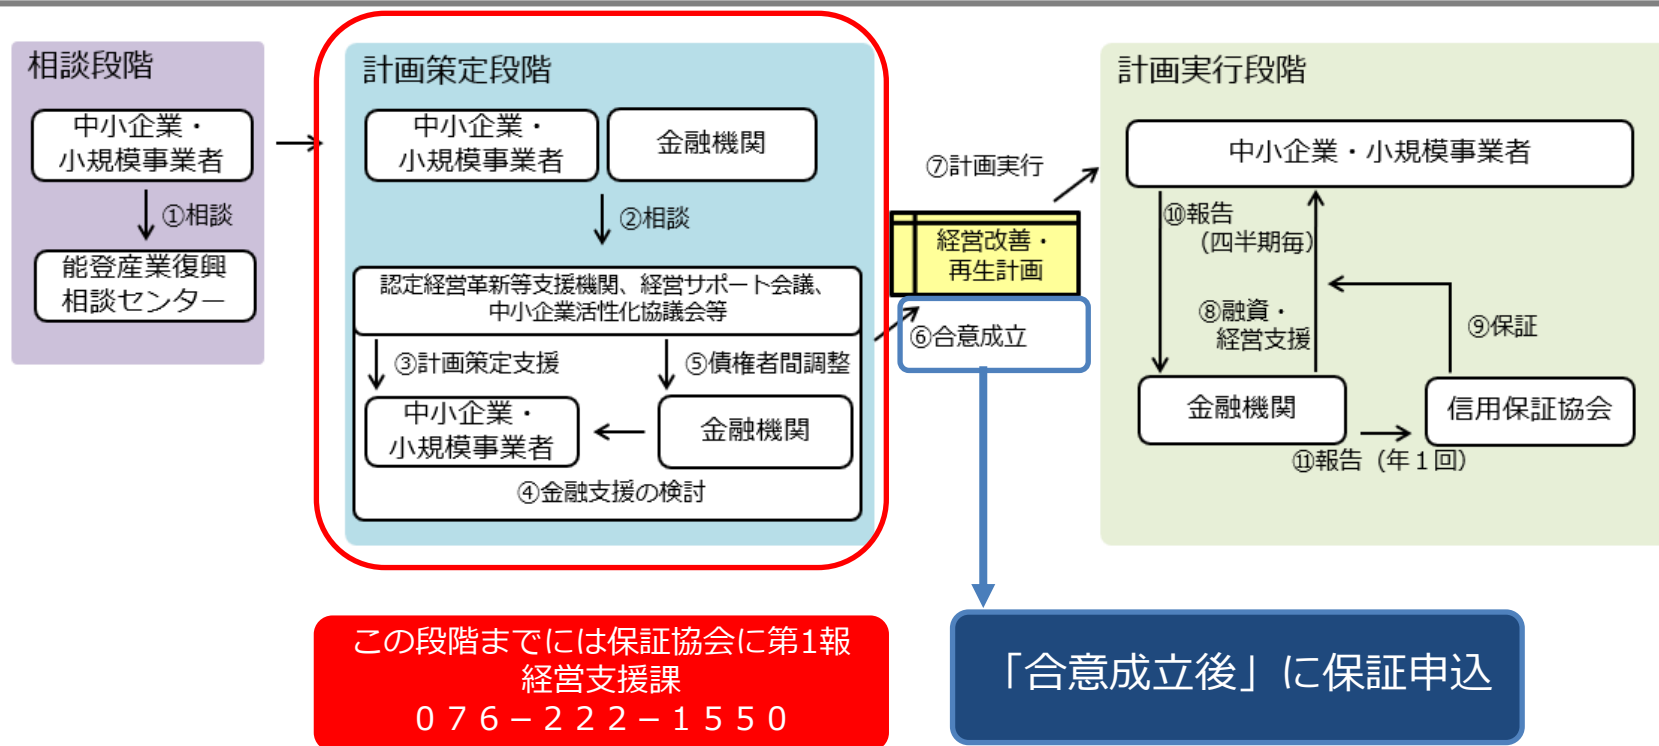 相談段階
中小企業・
小規模事業者
①相談
能登産業復興
相談センター
計画策定段階
中小企業・
小規模事業者
金融機関
②相談
認定経営革新等支援機関、経営サポート会議、
中小企業活性化協議会等
③計画策定支援
⑤債権者間調整
中小企業・
小規模事業者
金融機関
④金融支援の検討
⑦計画実行
経営改善・
再生計画
⑥合意成立
計画実行段階
中小企業・小規模事業者
⑩報告
(四半期毎)
⑧融資・
経営支援
⑨保証
金融機関
信用保証協会
⑪報告（年１回）
この段階までには保証協会に第1報
経営支援課
０７６－２２２－１５５０
「合意成立後」に保証申込